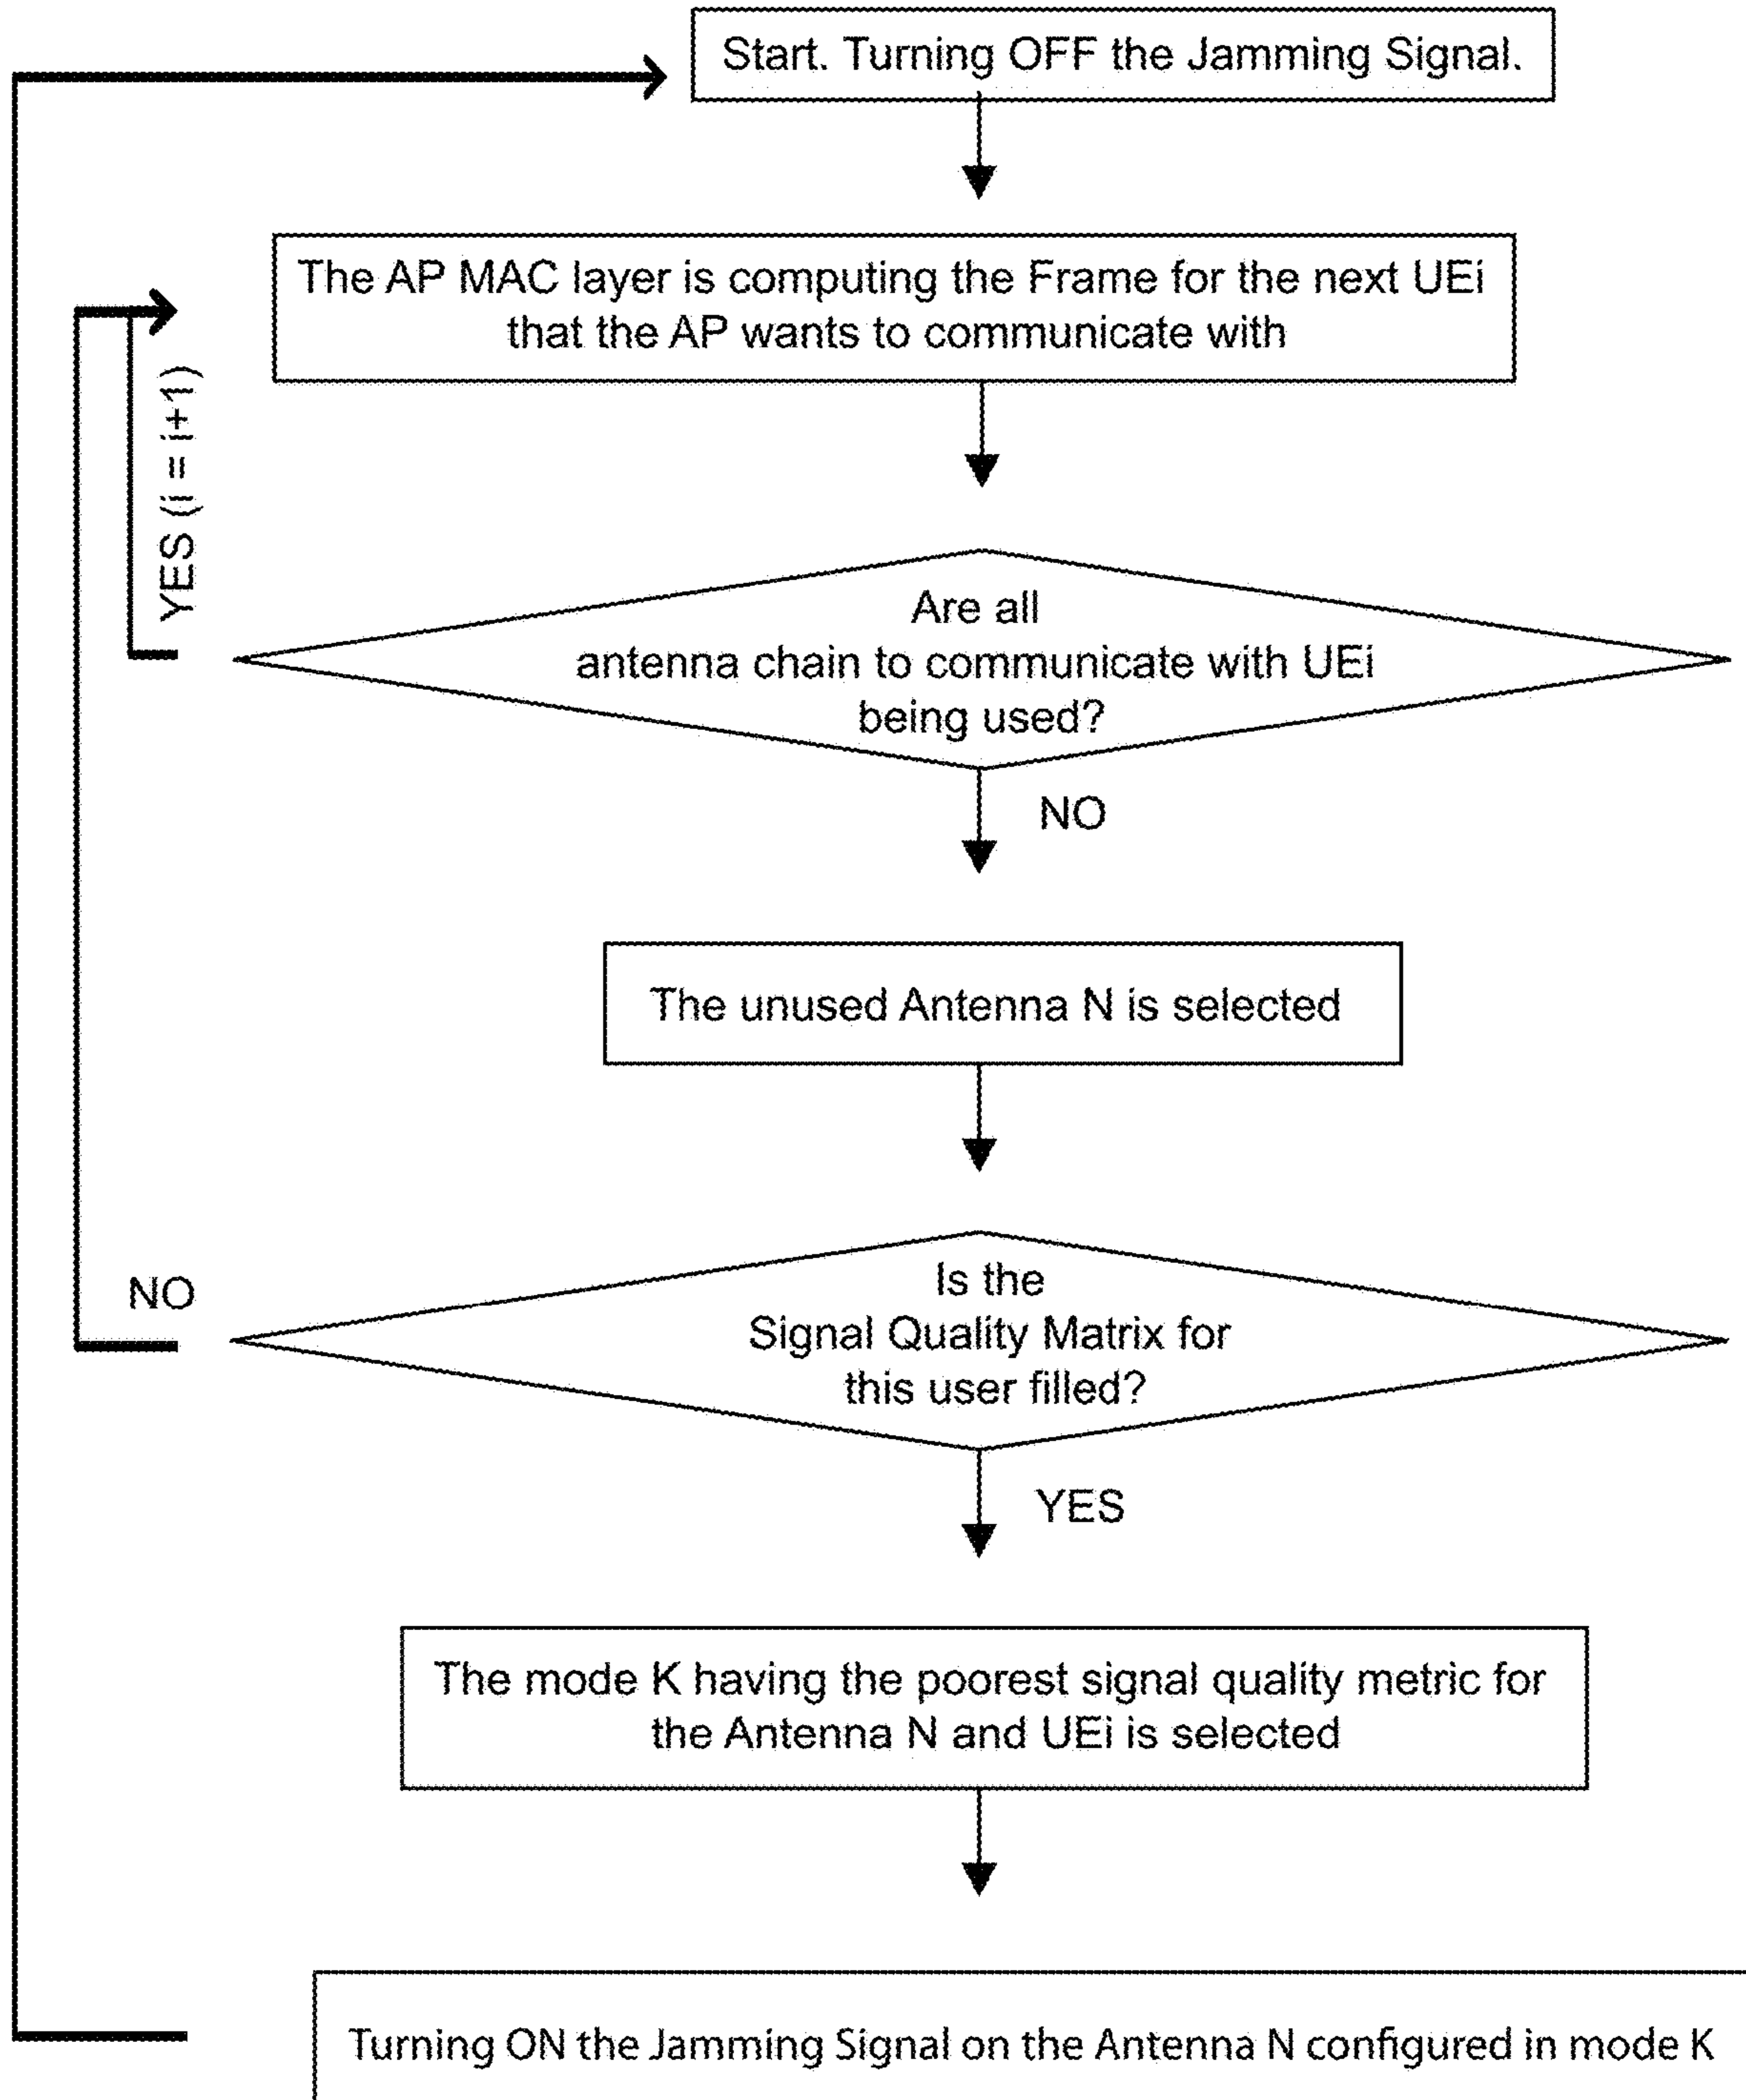 Start. Turning OFF the Jamming Signal.
The AP MAC layer is computing the Frame for the next UEi
that the AP wants to communicate with
YES (i = i+1)
Are all
antenna chain to communicate with UEi
being used?
NO
The unused Antenna N is selected
Is the
Signal Quality Matrix for
this user filled?
NO
YES
The mode K having the poorest signal quality metric for
the Antenna N and UEi is selected
Turning ON the Jamming Signal on the Antenna N configured in mode K